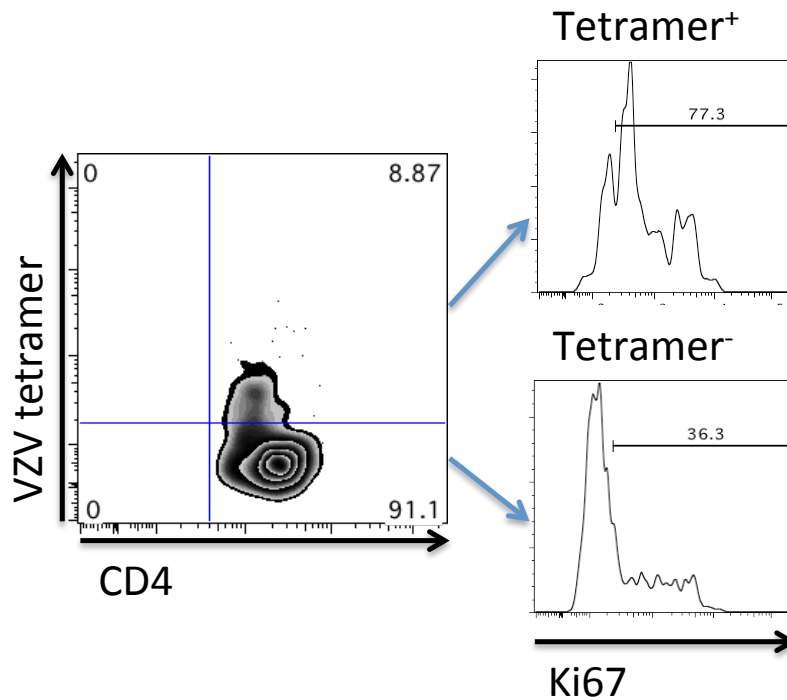 Tetramer⁺
77.3
0
8.87
VZV tetramer
0
91.1
CD4
Tetramer⁻
36.3
Ki67